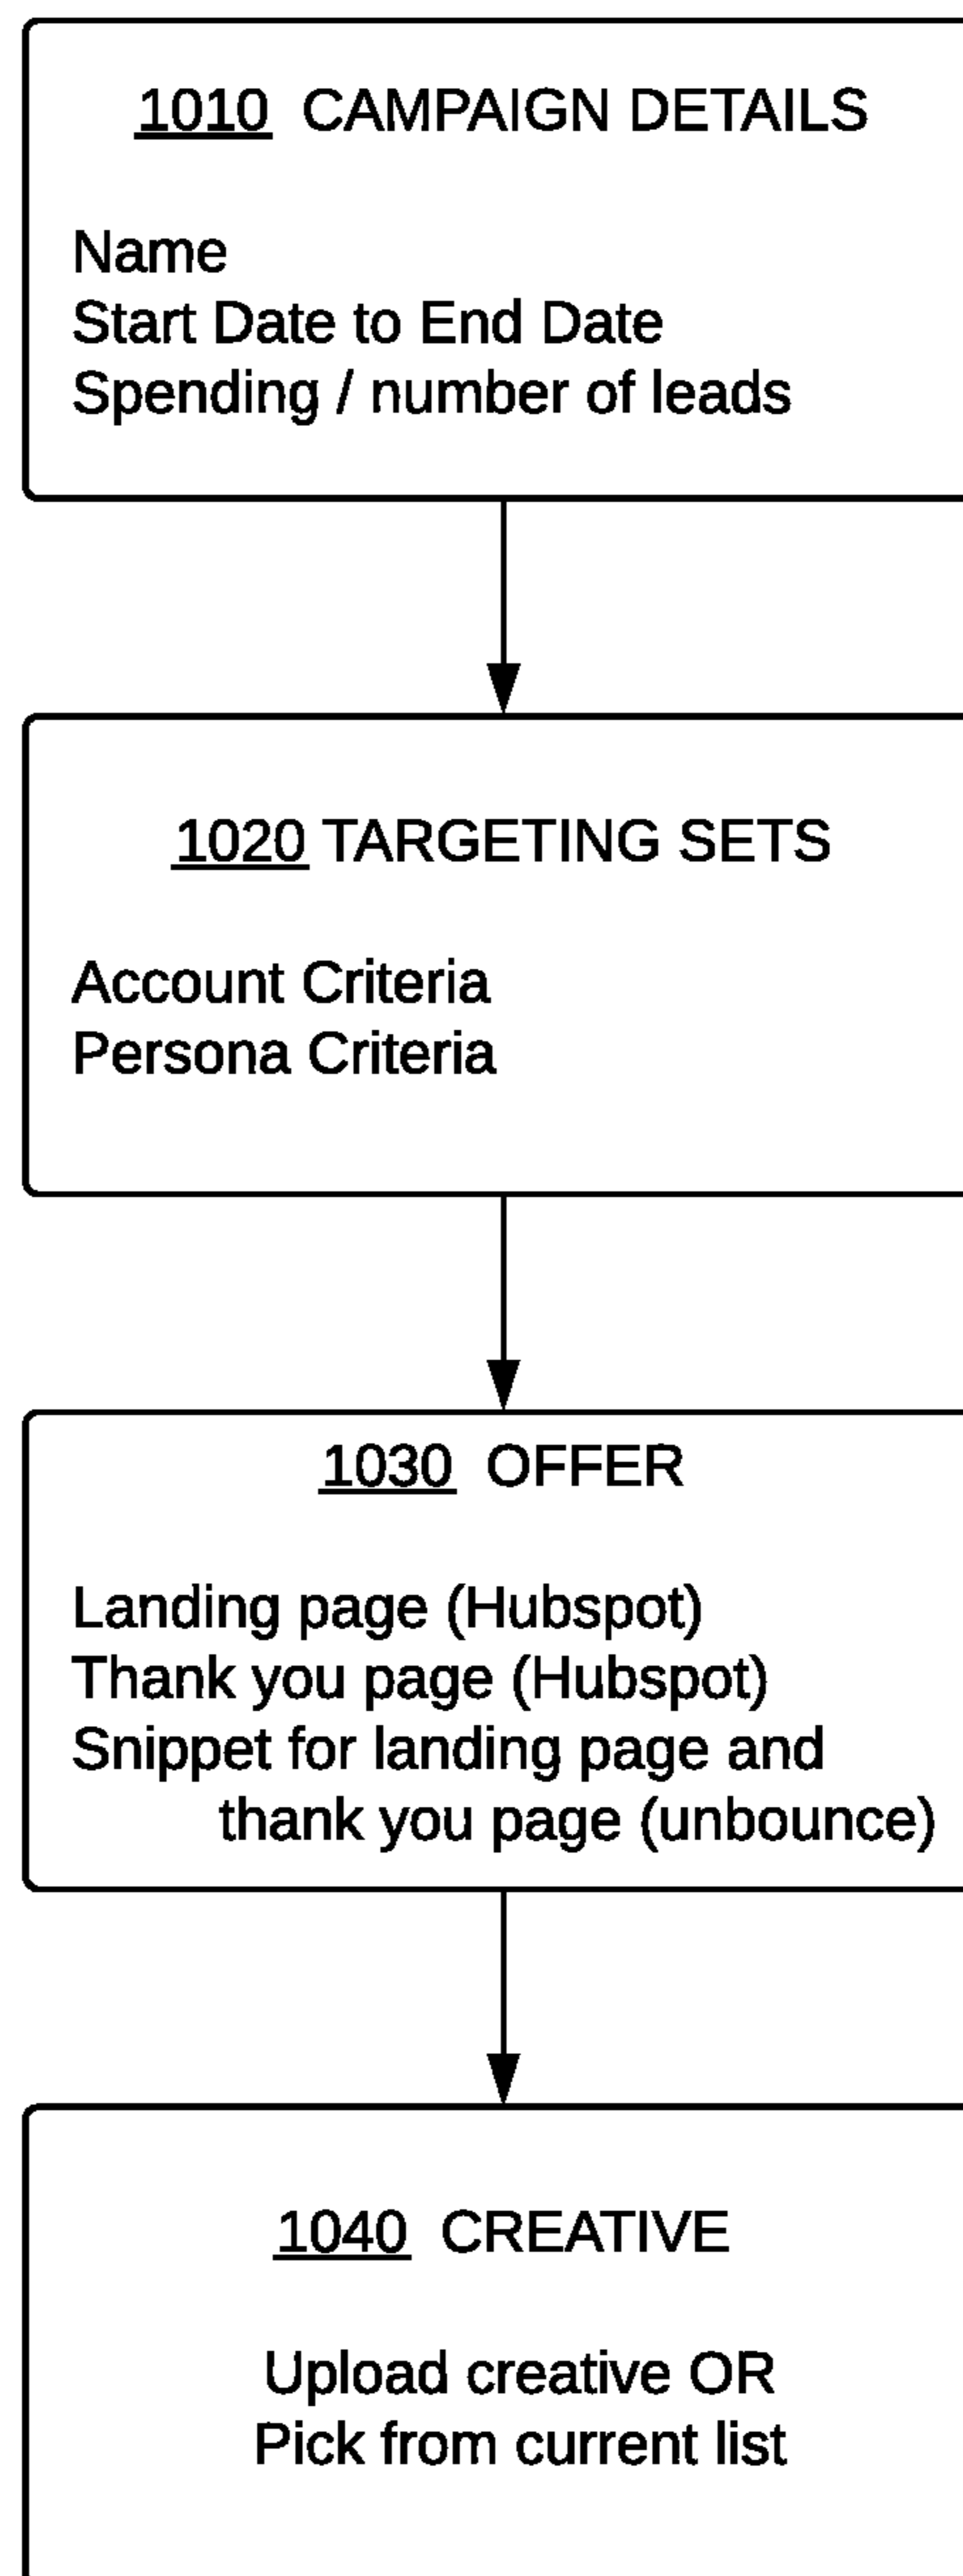 1010 CAMPAIGN DETAILS
Name
Start Date to End Date
Spending / number of leads
1020 TARGETING SETS
Account Criteria
Persona Criteria
1030 OFFER
Landing page (Hubspot)
Thank you page (Hubspot)
Snippet for landing page and
thank you page (unbounce)
1040 CREATIVE
Upload creative OR
Pick from current list